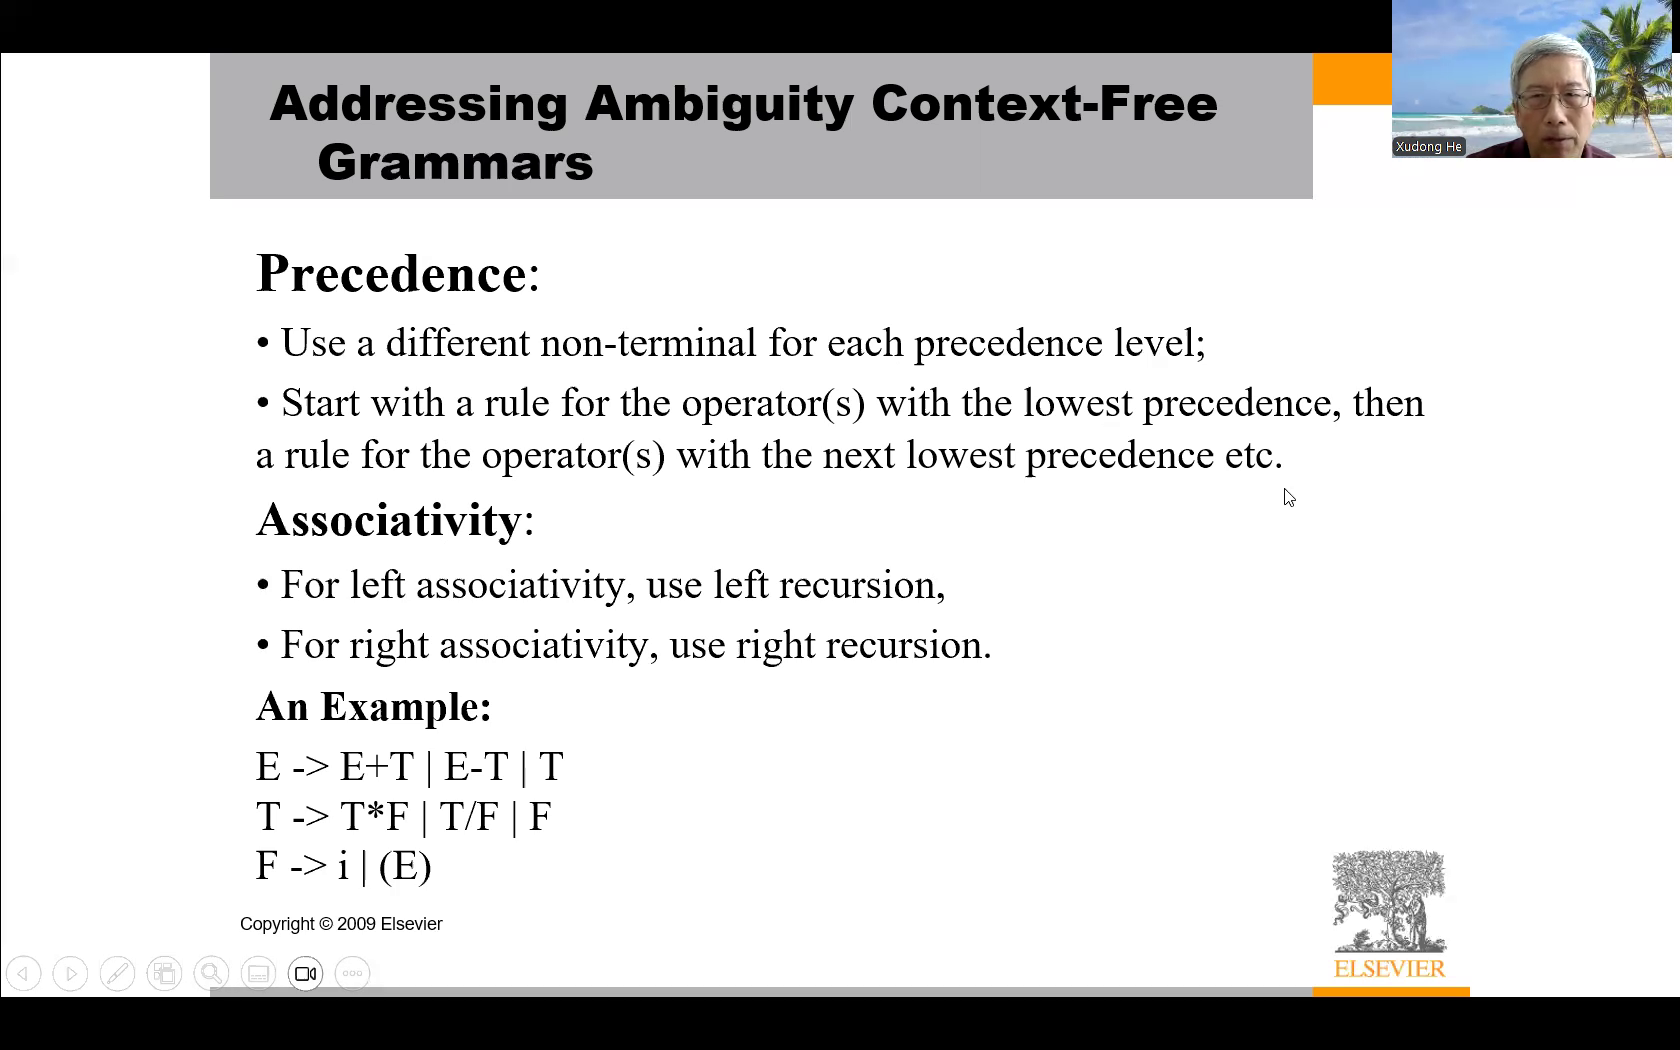 Addressing Ambiguity Context-Free
Grammars
Xudong He
Precedence:
• Use a different non-terminal for each precedence level;
• Start with a rule for the operator(s) with the lowest precedence, then
a rule for the operator(s) with the next lowest precedence etc.
Associativity:
• For left associativity, use left recursion,
• For right associativity, use right recursion.
An Example:
E -> E+T | E-T | T
T -> T*F | T/F | F
F -> i | (E)
Copyright © 2009 Elsevier
ELSEVIER